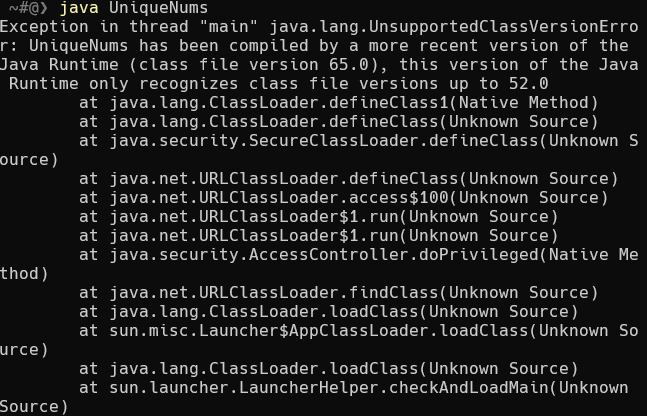 ~#@❯ java UniqueNums
Exception in thread "main" java.lang.UnsupportedClassVersionErro
r: UniqueNums has been compiled by a more recent version of the
Java Runtime (class file version 65.0), this version of the Java
 Runtime only recognizes class file versions up to 52.0
        at java.lang.ClassLoader.defineClass1(Native Method)
        at java.lang.ClassLoader.defineClass(Unknown Source)
        at java.security.SecureClassLoader.defineClass(Unknown S
ource)
        at java.net.URLClassLoader.defineClass(Unknown Source)
        at java.net.URLClassLoader.access$100(Unknown Source)
        at java.net.URLClassLoader$1.run(Unknown Source)
        at java.net.URLClassLoader$1.run(Unknown Source)
        at java.security.AccessController.doPrivileged(Native Me
thod)
        at java.net.URLClassLoader.findClass(Unknown Source)
        at java.lang.ClassLoader.loadClass(Unknown Source)
        at sun.misc.Launcher$AppClassLoader.loadClass(Unknown So
urce)
        at java.lang.ClassLoader.loadClass(Unknown Source)
        at sun.launcher.LauncherHelper.checkAndLoadMain(Unknown
Source)